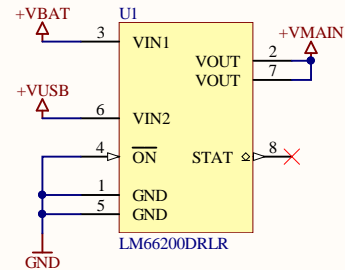 +VBAT
U1
3 VIN1
+VMAIN
VOUT 2
VOUT 7
+VUSB
6 VIN2
4 ON
STAT 8
1 GND
5 GND
LM66200DRLR
GND